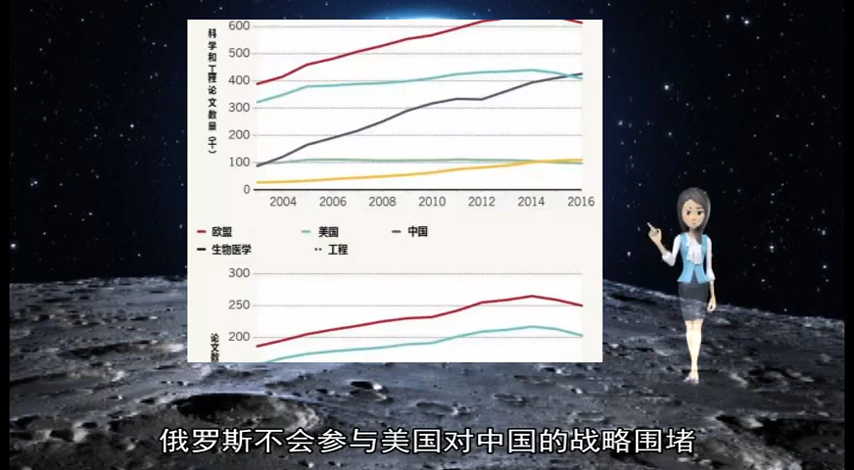 科学和工程论文数量（千）
600
500
400
300
200
100
0
2004 2006 2008 2010 2012 2014 2016
欧盟 美国 中国
生物医学 工程
300
250
200
论文数
俄罗斯不会参与美国对中国的战略围堵